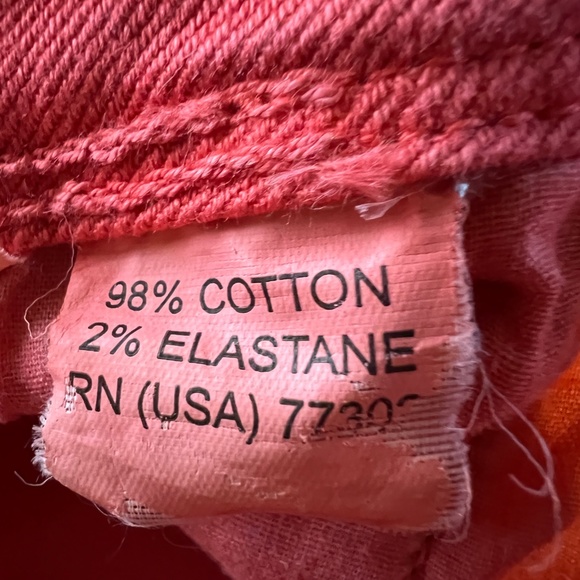 98% COTTON
2% ELASTANE
RN (USA)